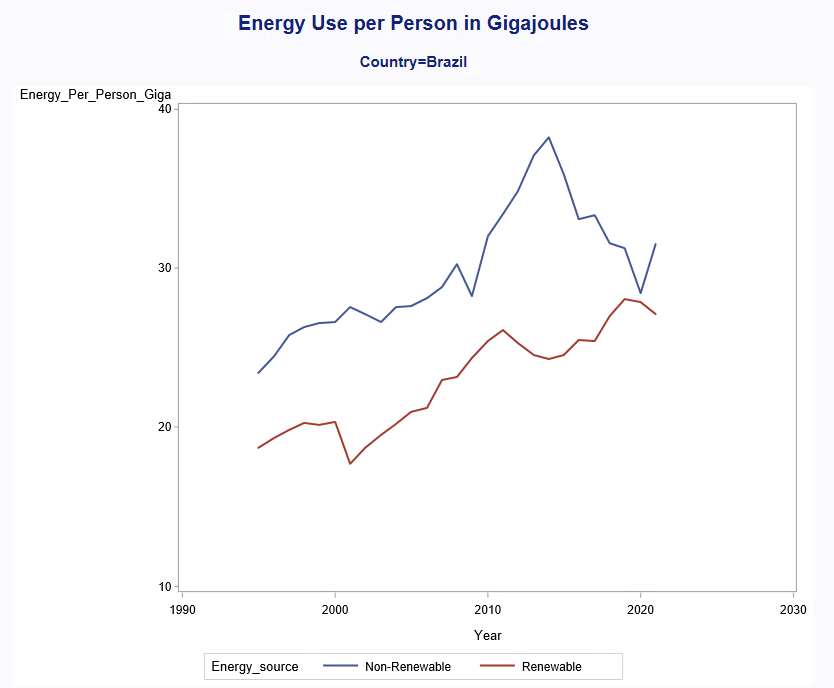 Energy Use per Person in Gigajoules
Country=Brazil
Energy_Per_Person_Giga
40
30
20
10
1990 2000 2010 2020 2030
Year
Energy_source Non-Renewable Renewable